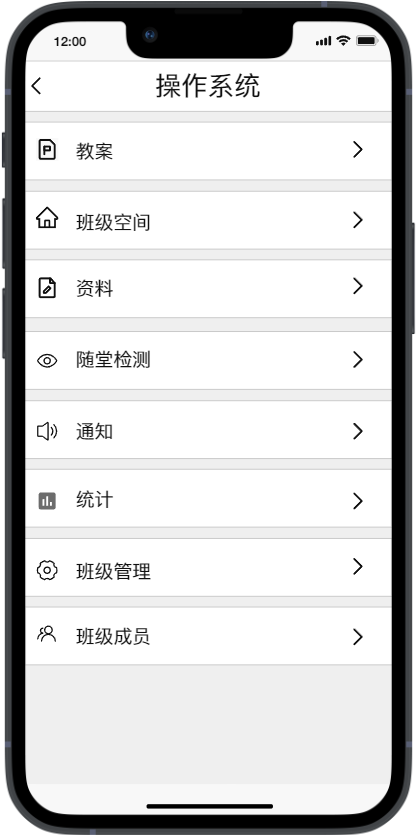 12:00
操作系统
教案
班级空间
资料
随堂检测
通知
统计
班级管理
班级成员